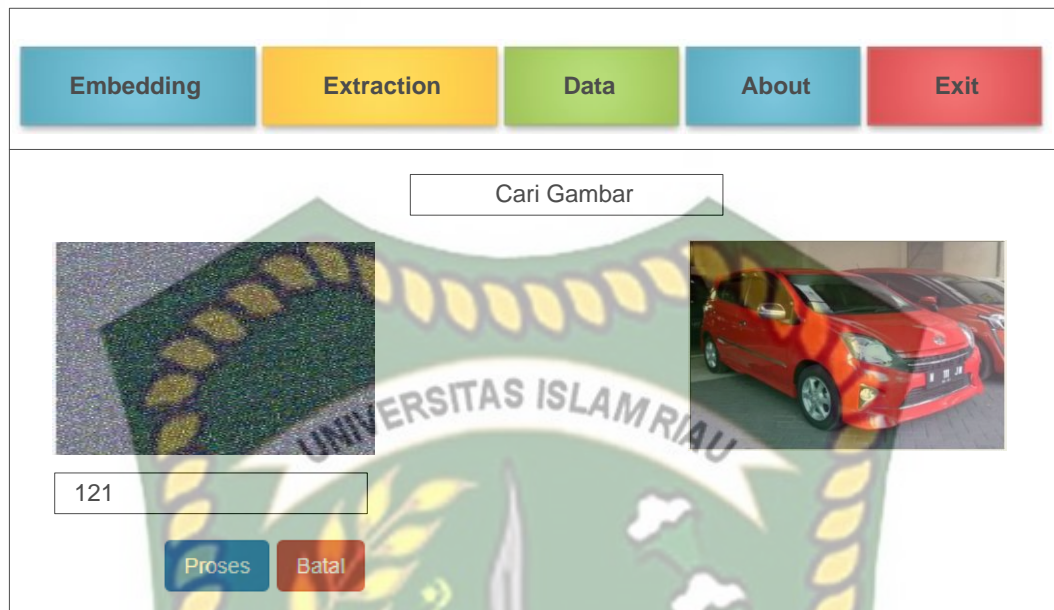 Embedding Extraction Data About Exit
Cari Gambar
UNIVERSITAS ISLAM RIAU
121
Proses Batal